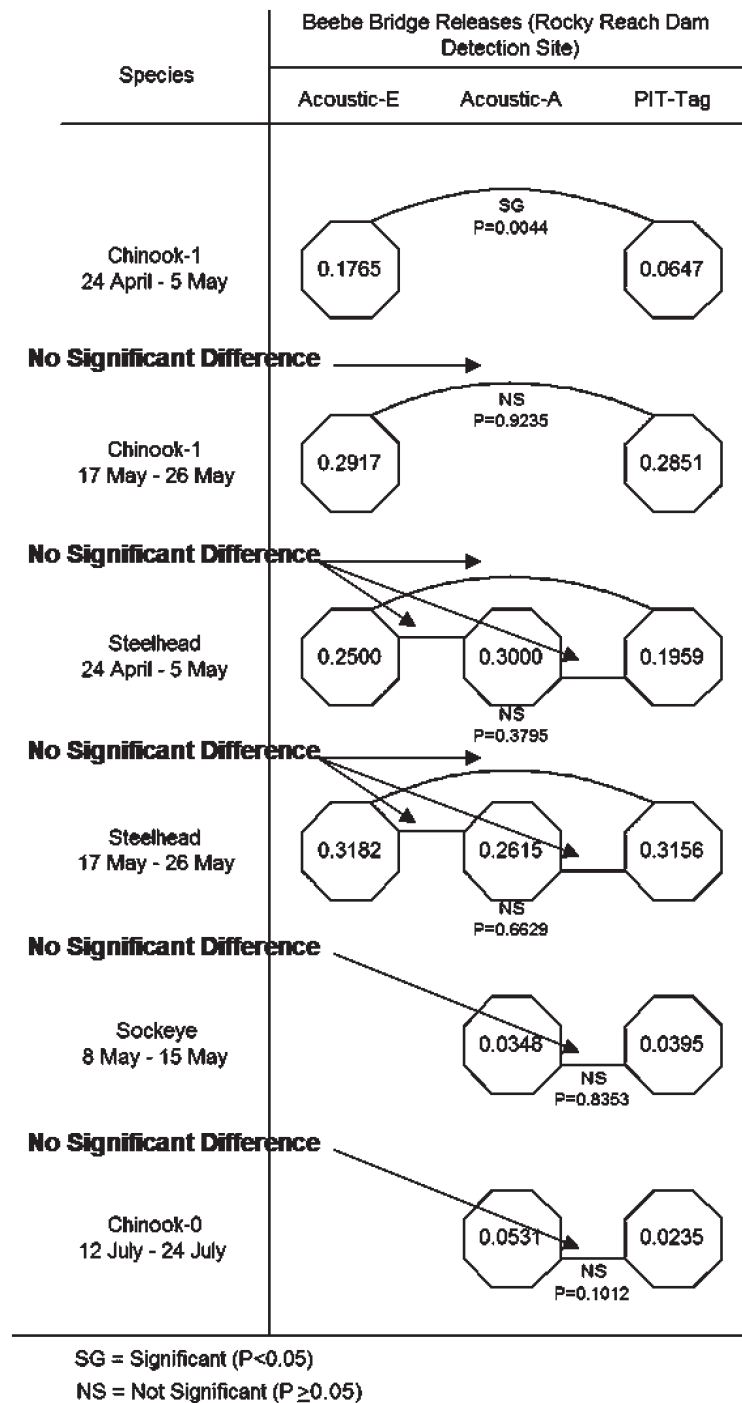 Beebe Bridge Releases (Rocky Reach Dam
Detection Site)
Species
Acoustic-E Acoustic-A PIT-Tag
SG
P=0.0044
Chinook-1
24 April - 5 May
0.1765 0.0647
No Significant Difference
NS
P=0.9235
Chinook-1
17 May - 26 May
0.2917 0.2851
No Significant Difference
Steelhead
24 April - 5 May
0.2500 0.3000 0.1959
NS
P=0.3795
No Significant Difference
Steelhead
17 May - 26 May
0.3182 0.2615 0.3156
NS
P=0.6629
No Significant Difference
Sockeye
8 May - 15 May
0.0348 0.0395
NS
P=0.8353
No Significant Difference
Chinook-0
12 July - 24 July
0.0531 0.0235
NS
P=0.1012
SG = Significant (P<0.05)
NS = Not Significant (P ≥0.05)